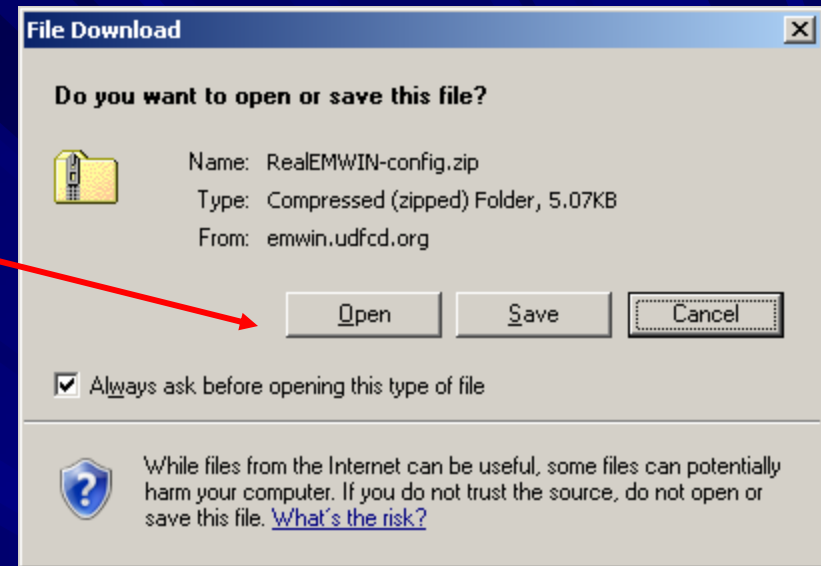 File Download
Do you want to open or save this file?
Name: RealEMWIN-config.zip
Type: Compressed (zipped) Folder, 5.07KB
From: emwin.udfcd.org
Open Save Cancel
Always ask before opening this type of file
While files from the Internet can be useful, some files can potentially
harm your computer. If you do not trust the source, do not open or
save this file. What's the risk?